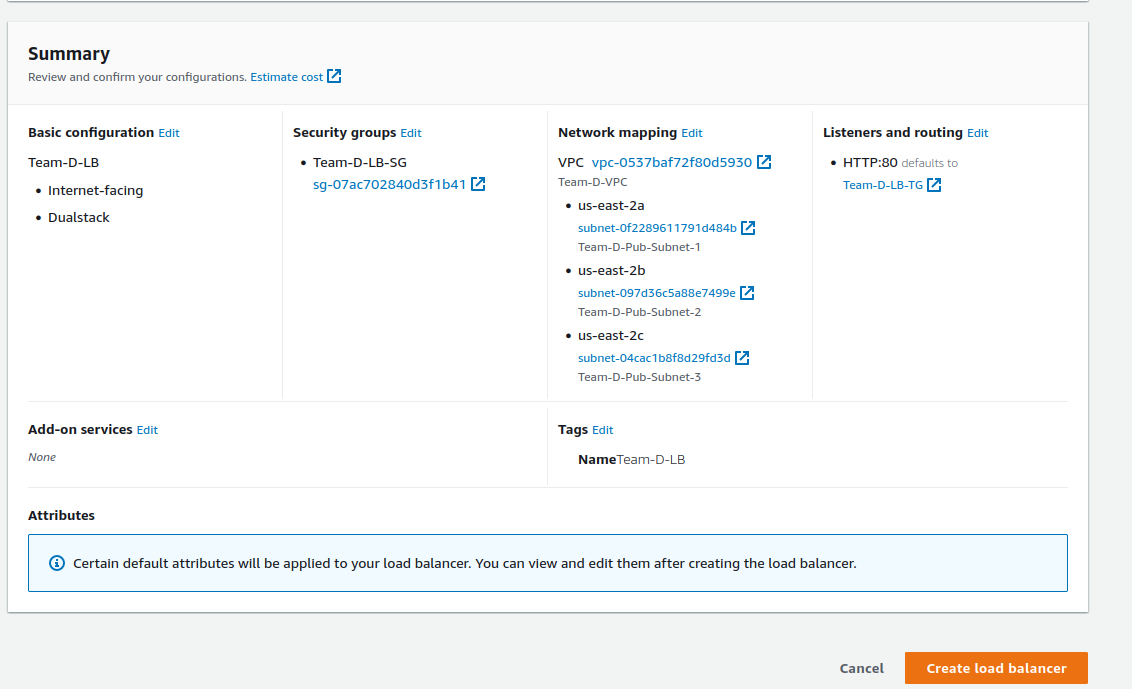 Summary
Review and confirm your configurations. Estimate cost
Basic configuration Edit
Team-D-LB
Internet-facing
Dualstack
Security groups Edit
Team-D-LB-SG
sg-07ac702840d3f1b41
Network mapping Edit
VPC vpc-0537baf72f80d5930
Team-D-VPC
us-east-2a
subnet-0f2289611791d484b
Team-D-Pub-Subnet-1
us-east-2b
subnet-097d36c5a88e7499e
Team-D-Pub-Subnet-2
us-east-2c
subnet-04cac1b8f8d29fd3d
Team-D-Pub-Subnet-3
Listeners and routing Edit
HTTP:80 defaults to
Team-D-LB-TG
Add-on services Edit
None
Tags Edit
NameTeam-D-LB
Attributes
Certain default attributes will be applied to your load balancer. You can view and edit them after creating the load balancer.
Cancel
Create load balancer